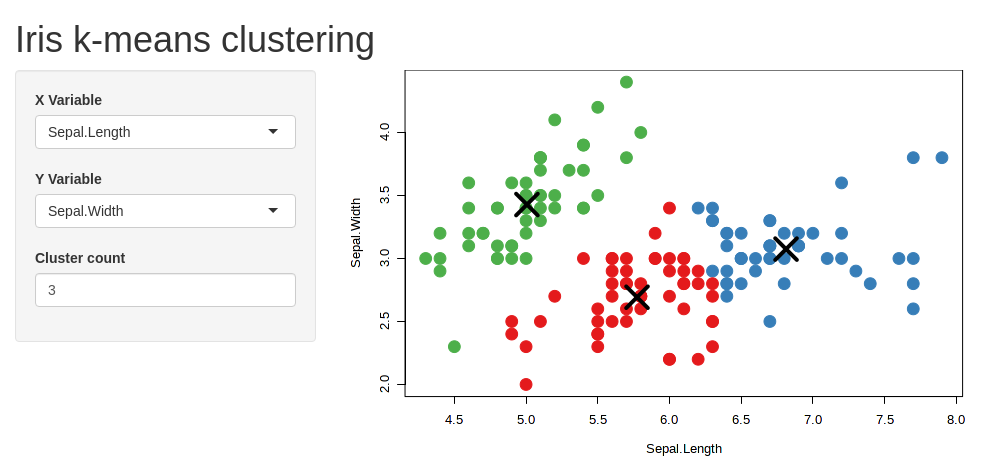 Iris k-means clustering
X Variable
Sepal.Length
Y Variable
Sepal.Width
Cluster count
3
Sepal.Width
4.0
3.5
3.0
2.5
2.0
4.5 5.0 5.5 6.0 6.5 7.0 7.5 8.0
Sepal.Length